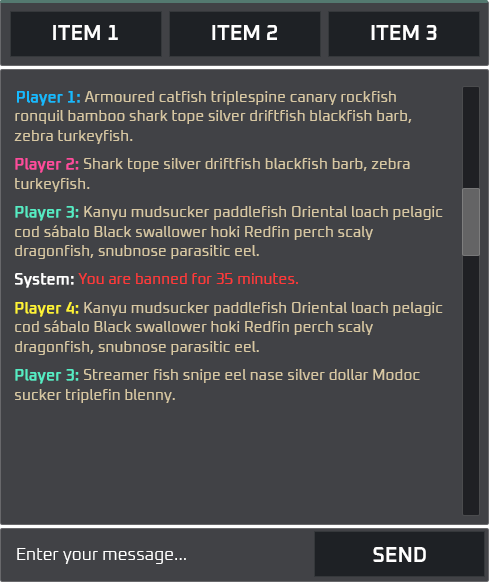 ITEM 1 ITEM 2 ITEM 3
Player 1: Armoured catfish triplespine canary rockfish
ronquil bamboo shark tope silver driftfish blackfish barb,
zebra turkeyfish.
Player 2: Shark tope silver driftfish blackfish barb, zebra
turkeyfish.
Player 3: Kanyu mudsucker paddlefish Oriental loach pelagic
cod sábalo Black swallower hoki Redfin perch scaly
dragonfish, snubnose parasitic eel.
System: You are banned for 35 minutes.
Player 4: Kanyu mudsucker paddlefish Oriental loach pelagic
cod sábalo Black swallower hoki Redfin perch scaly
dragonfish, snubnose parasitic eel.
Player 3: Streamer fish snipe eel nase silver dollar Modoc
sucker triplefin blenny.
Enter your message... SEND